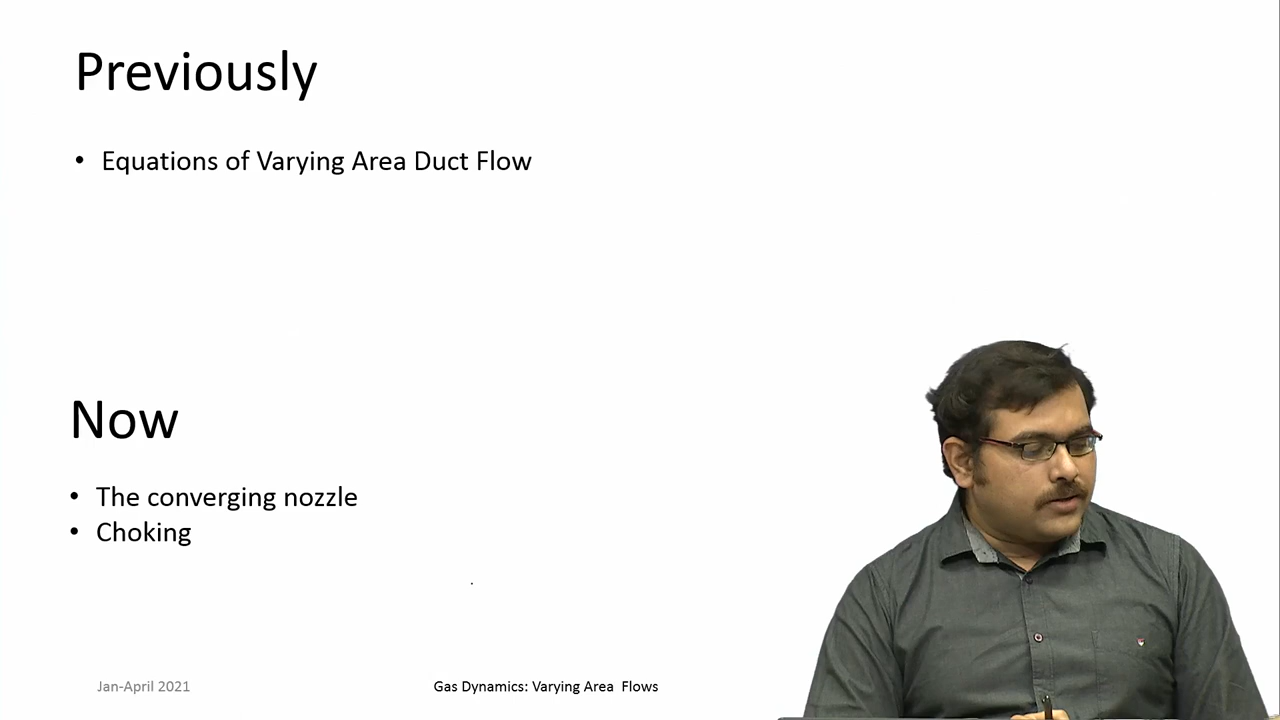 Previously
• Equations of Varying Area Duct Flow
Now
• The converging nozzle
• Choking
Jan-April 2021
Gas Dynamics: Varying Area Flows